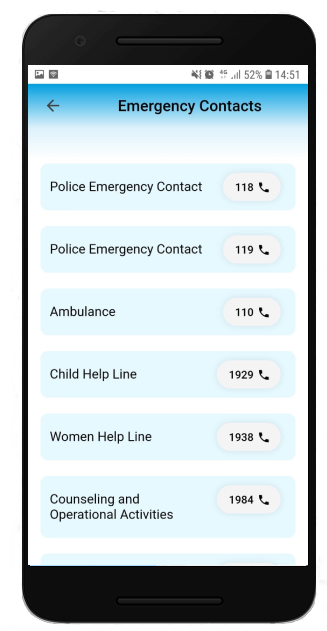 4G 52% 14:51
Emergency Contacts
Police Emergency Contact 118
Police Emergency Contact 119
Ambulance 110
Child Help Line 1929
Women Help Line 1938
Counseling and 1984
Operational Activities